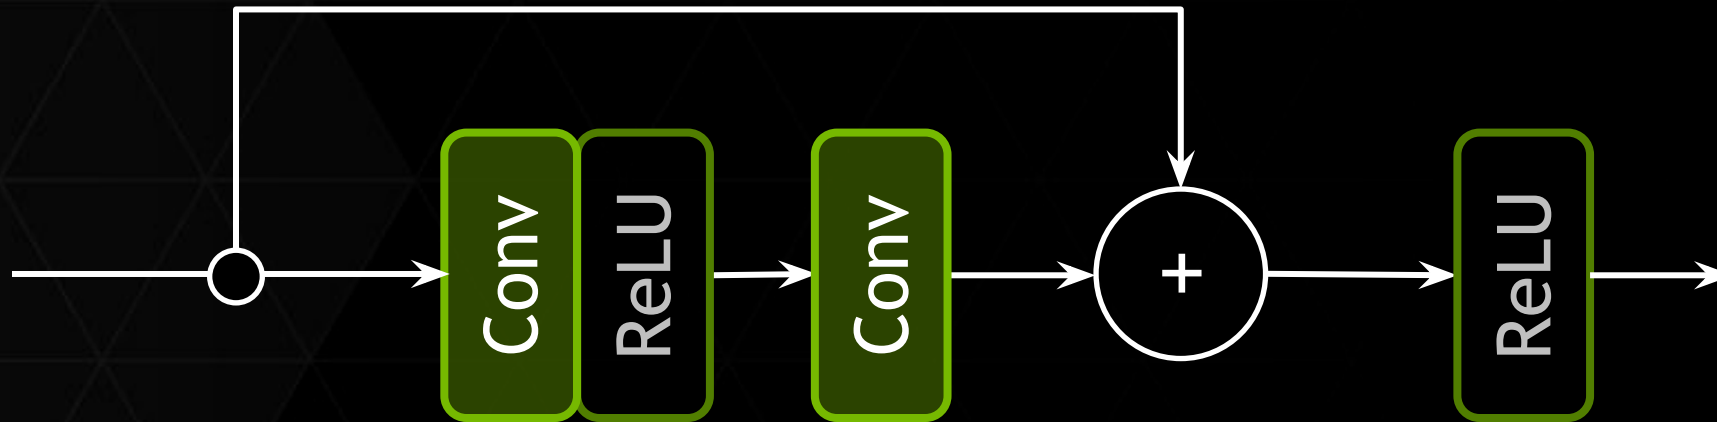 Conv
ReLU
Conv
+
ReLU